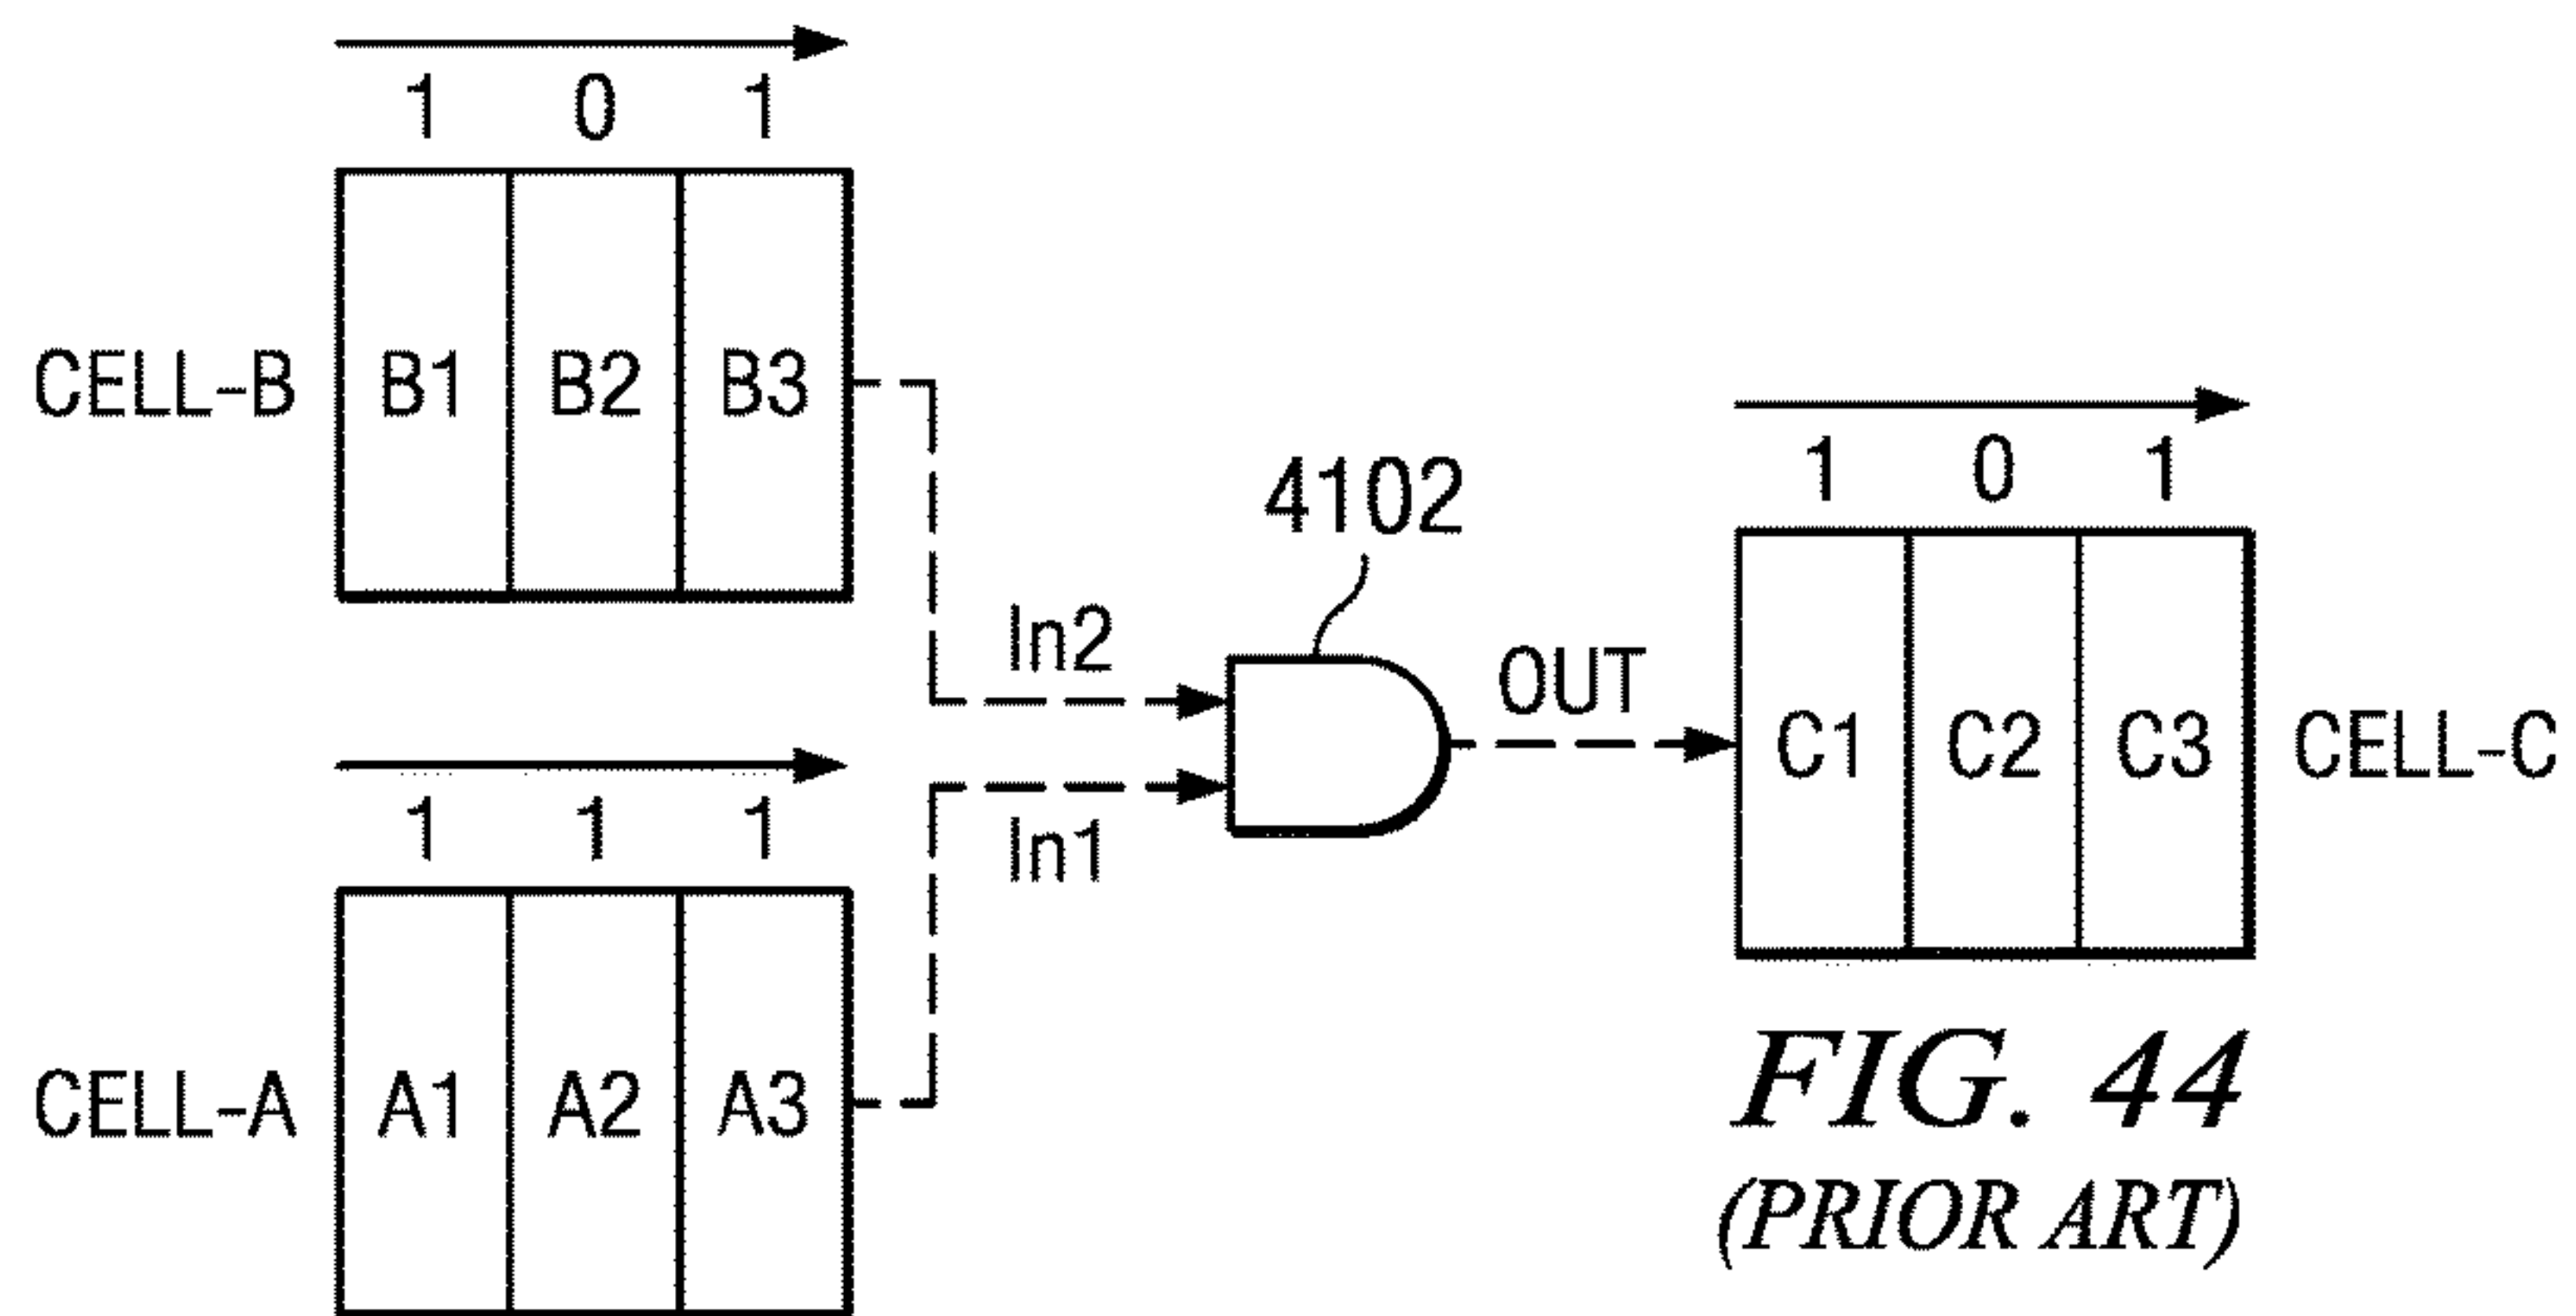 1 0 1
CELL-B B1 B2 B3
In2
4102
OUT
1 0 1
C1 C2 C3 CELL-C
In1
1 1 1
CELL-A A1 A2 A3
FIG. 44
(PRIOR ART)